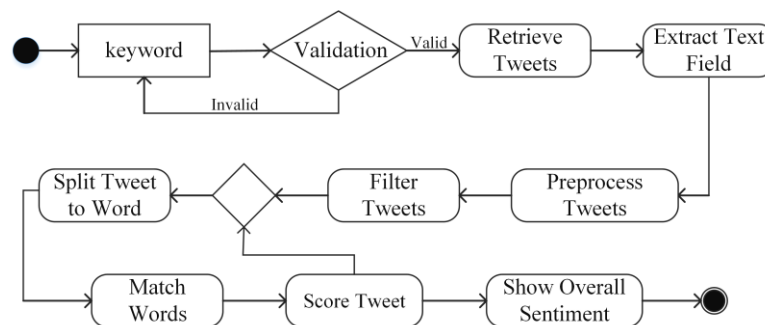 keyword
Validation
Valid
Invalid
Retrieve
Tweets
Extract Text
Field
Split Tweet
to Word
Filter
Tweets
Preprocess
Tweets
Match
Words
Score Tweet
Show Overall
Sentiment